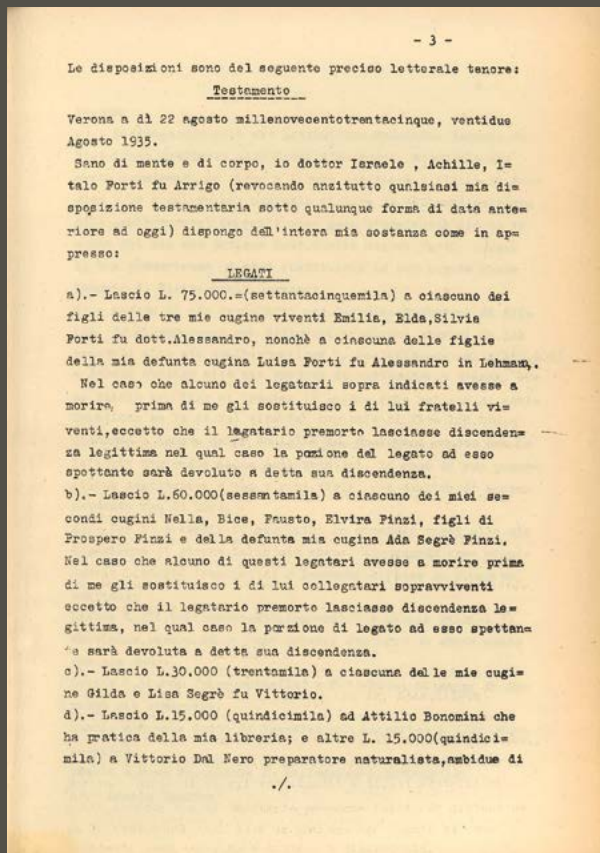 - 3 -
Le disposizioni sono del seguente preciso letterale tenore:
Testamento
Verona a dì 22 agosto millenovecentotrentacinque, ventidue
Agosto 1935.
Sano di mente e di corpo, io dottor Israele , Achille, I=
talo Forti fu Arrigo (revocando anzitutto qualsiasi mia di=
sposizione testamentaria sotto qualunque forma di data ante=
riore ad oggi) dispongo dell'intera mia sostanza come in ap=
presso:
LEGATI
a).- Lascio L. 75.000.=(settantacinquemila) a ciascuno dei
figli delle tre mie cugine viventi Emilia, Elda,Silvia
Forti fu dott.Alessandro, nonchè a ciascuna delle figlie
della mia defunta cugina Luisa Forti fu Alessandro in Lehmann.
Nel caso che alcuno dei legatarii sopra indicati avesse a
morire, prima di me gli sostituisco i di lui fratelli vi=
venti,eccetto che il legatario premorto lasciasse discenden=
za legittima nel qual caso la pozione del legato ad esso
spettante sarà devoluto a detta sua discendenza.
b).- Lascio L.60.000(sessantamila) a ciascuno dei miei se=
condi cugini Nella, Bice, Fausto, Elvira Finzi, figli di
Prospero Finzi e della defunta mia cugina Ada Segrè Finzi.
Nel caso che alcuno di questi legatari avesse a morire prima
di me gli sostituisco i di lui collegatari sopravviventi
eccetto che il legatario premorto lasciasse discendenza le=
gittima, nel qual caso la porzione di legato ad esso spettan=
te sarà devoluta a detta sua discendenza.
c).- Lascio L.30.000 (trentamila) a ciascuna delle mie cugi=
ne Gilda e Lisa Segrè fu Vittorio.
d).- Lascio L.15.000 (quindicimila) ad Attilio Bonomini che
ha pratica della mia libreria; e altre L. 15.000(quindici=
mila) a Vittorio Dal Nero preparatore naturalista,ambidue di
./.